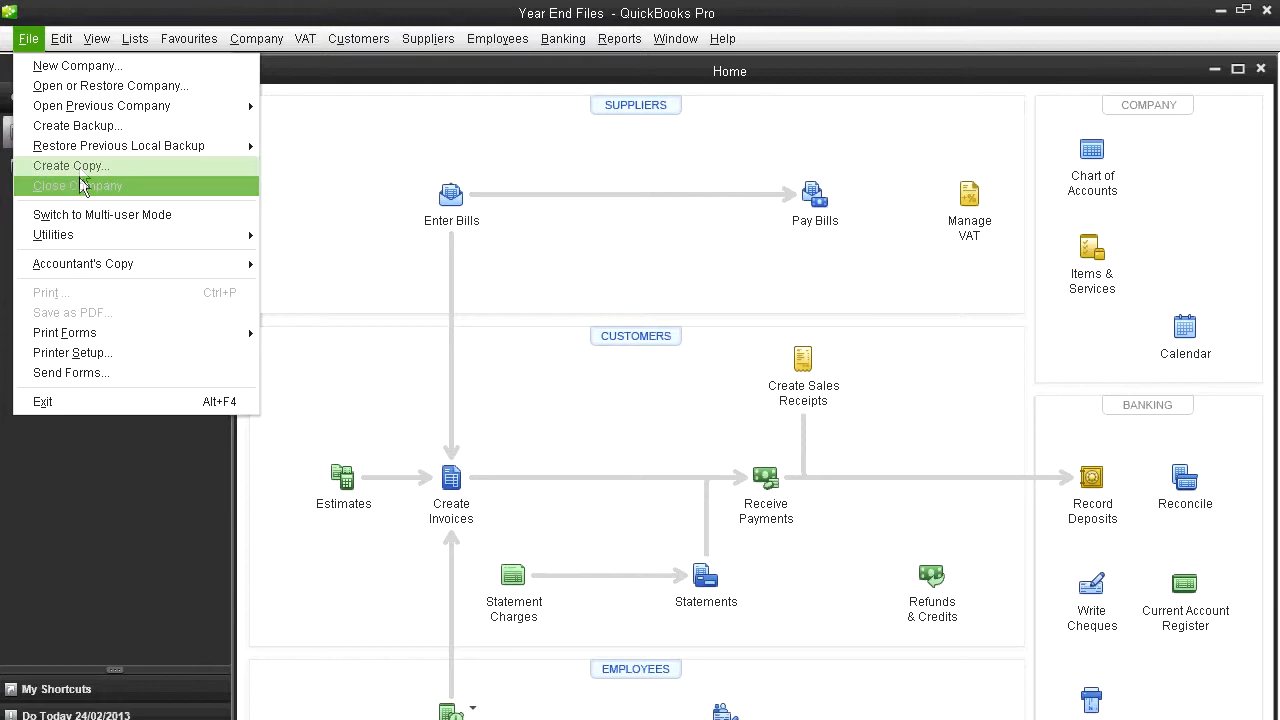 Year End Files - QuickBooks Pro
File Edit View Lists Favourites Company VAT Customers Suppliers Employees Banking Reports Window Help
New Company...
Open or Restore Company...
Open Previous Company
Create Backup...
Restore Previous Local Backup
Create Copy...
Close Company
Switch to Multi-user Mode
Utilities
Accountant's Copy
Print ... Ctrl+P
Save as PDF...
Print Forms
Printer Setup...
Send Forms...
Exit Alt+F4
My Shortcuts
Do Today 24/02/2013
Home
SUPPLIERS
Enter Bills
Pay Bills
Manage
VAT
CUSTOMERS
Create Sales
Receipts
Estimates
Create
Invoices
Receive
Payments
Statement
Charges
Statements
Refunds
& Credits
EMPLOYEES
COMPANY
Chart of
Accounts
Items &
Services
Calendar
BANKING
Record
Deposits
Reconcile
Write
Cheques
Current Account
Register